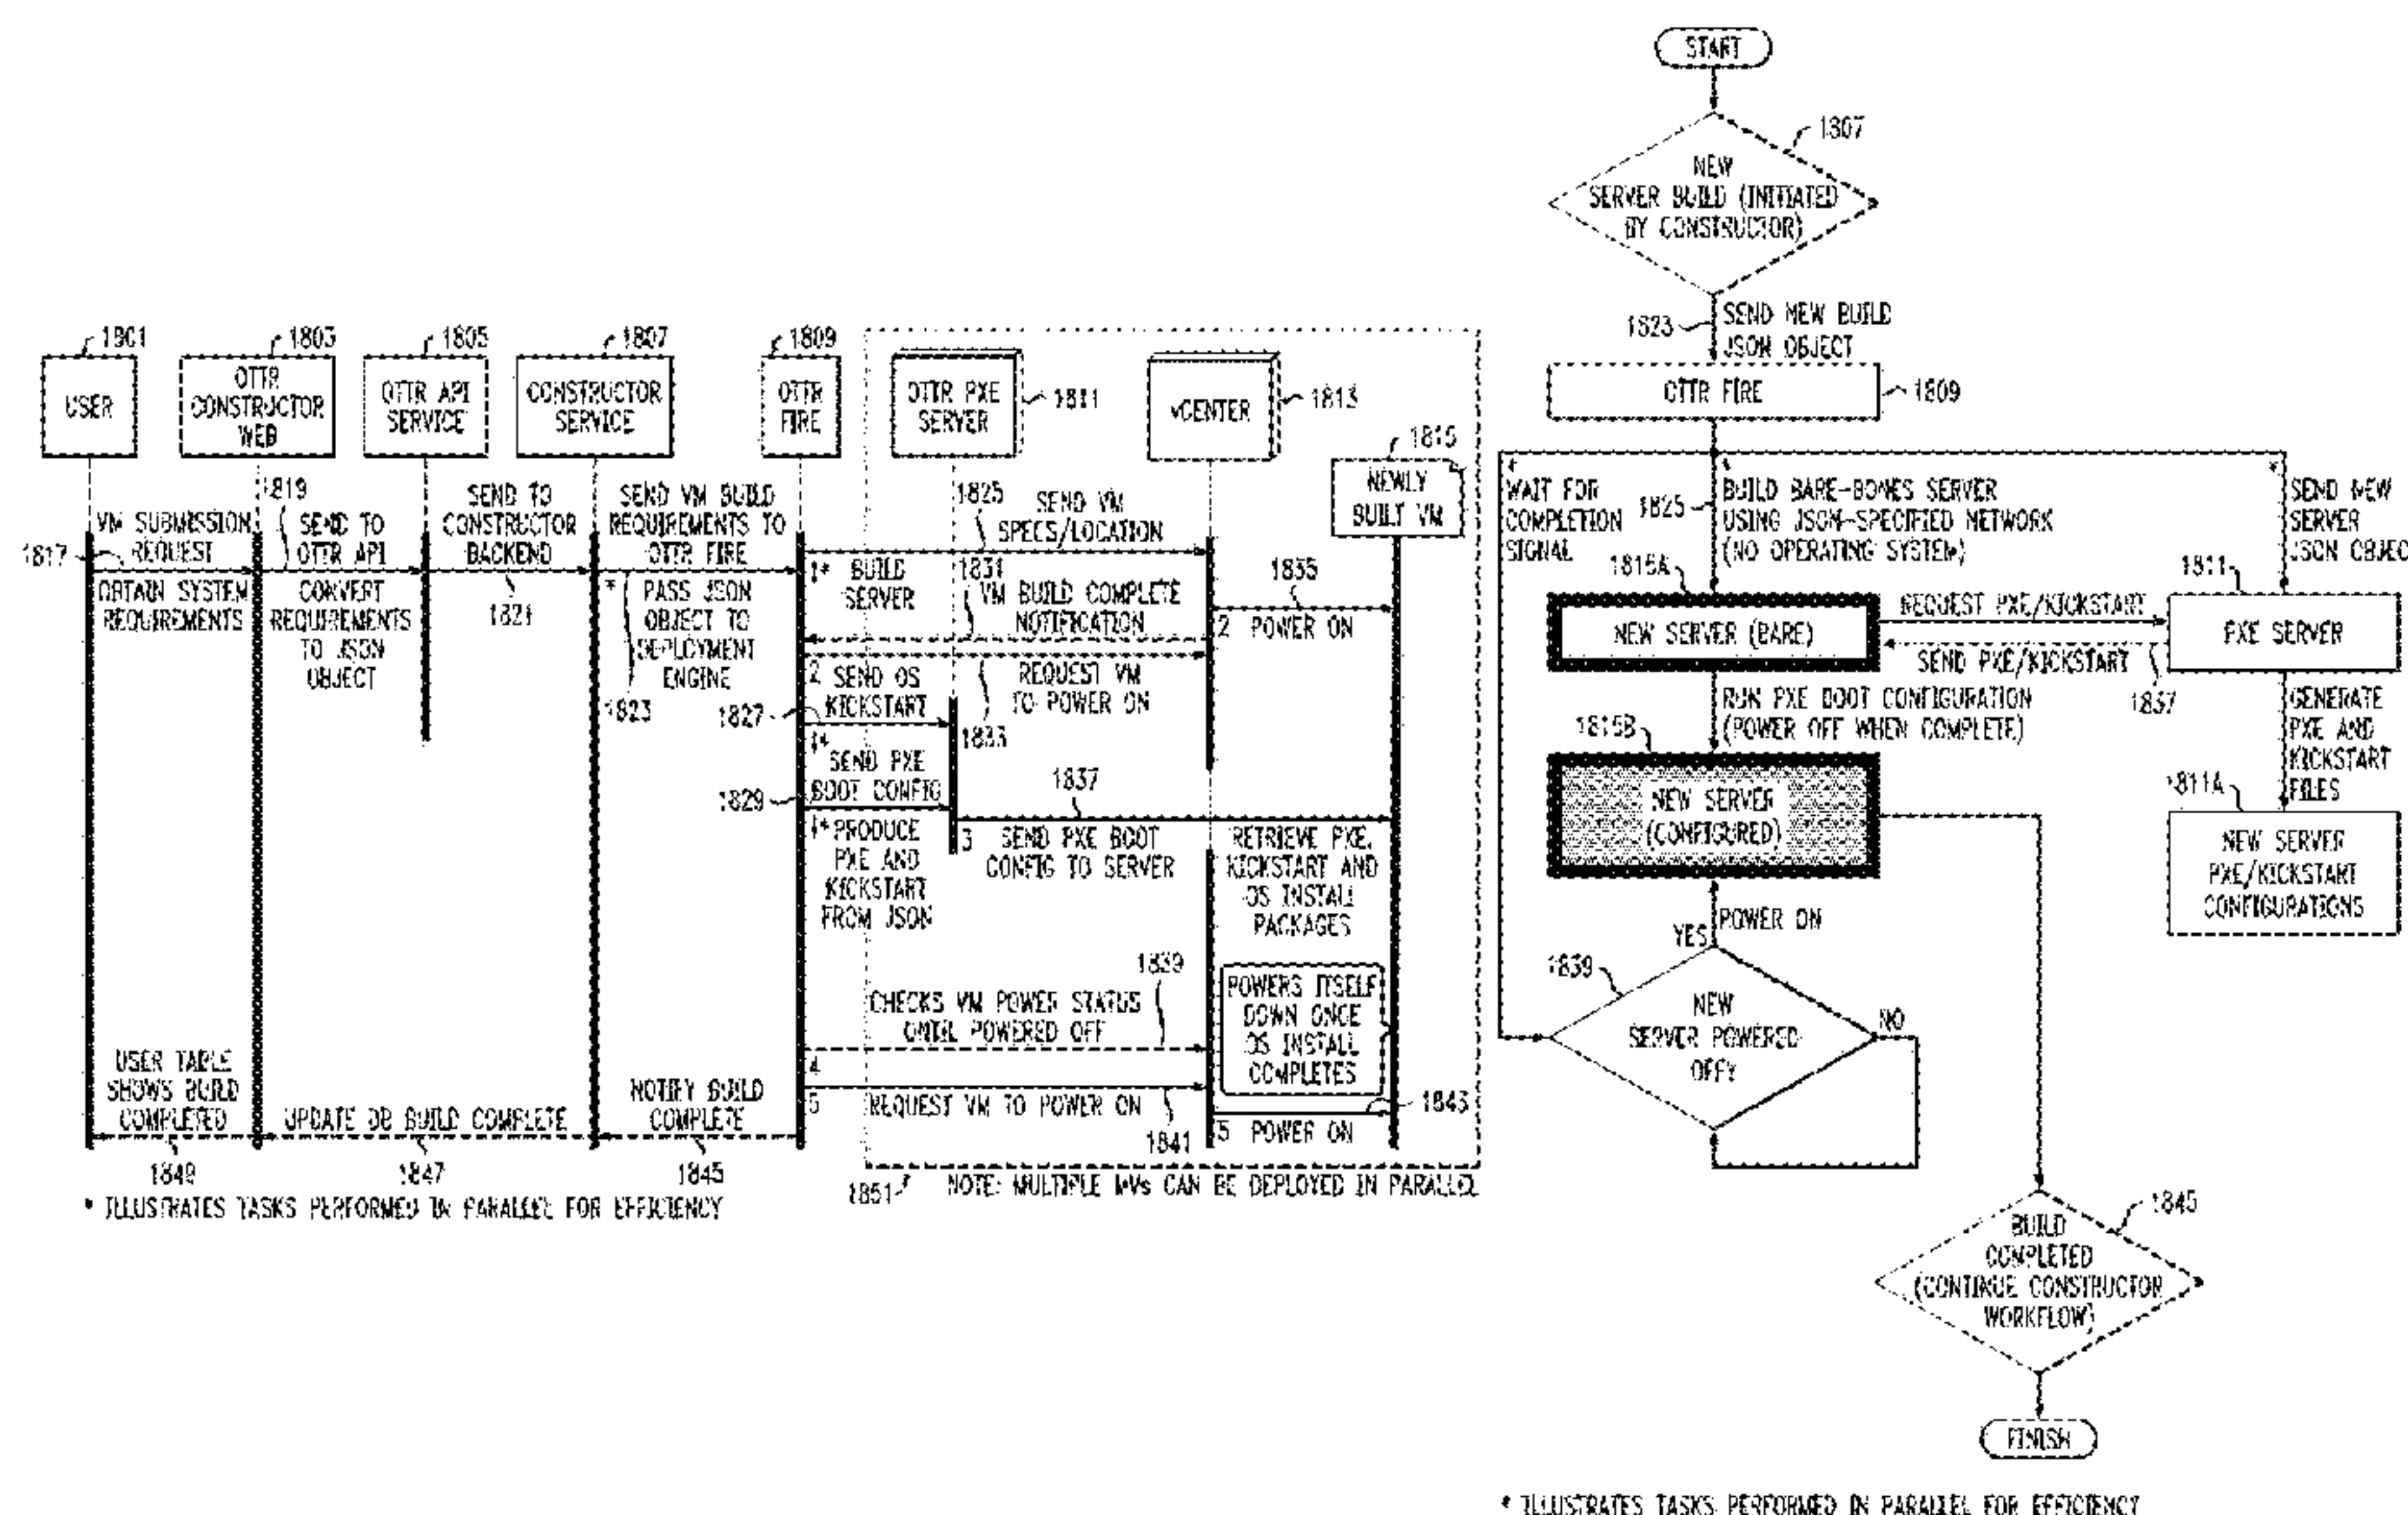 1801
USER
1803
OTTR
CONSTRUCTOR
WEB
1805
OTTR API
SERVICE
1807
CONSTRUCTOR
SERVICE
1809
OTTR
FIRE
OTTR PXE
SERVER
1811
vCENTER
1813
1815
NEWLY
BUILT VM
1817
VM SUBMISSION
REQUEST
OBTAIN SYSTEM
REQUIREMENTS
1819
SEND TO
OTTR API
CONVERT
REQUIREMENTS
TO JSON
OBJECT
SEND TO
CONSTRUCTOR
BACKEND
1821
SEND VM BUILD
REQUIREMENTS TO
OTTR FIRE
* PASS JSON
OBJECT TO
DEPLOYMENT
ENGINE
1823
1825
SEND VM
SPECS/LOCATION
1* BUILD
SERVER
1831
VM BUILD COMPLETE
NOTIFICATION
1835
2 POWER ON
2 SEND OS
KICKSTART
1827
REQUEST VM
TO POWER ON
1833
1* SEND PXE
BOOT CONFIG
1829
1* PRODUCE
PXE AND
KICKSTART
FROM JSON
1837
3 SEND PXE BOOT
CONFIG TO SERVER
RETRIEVE PXE,
KICKSTART AND
OS INSTALL
PACKAGES
1839
CHECKS VM POWER STATUS
UNTIL POWERED OFF
4
POWERS ITSELF
DOWN ONCE
OS INSTALL
COMPLETES
5 REQUEST VM TO POWER ON
1841
1843
5 POWER ON
USER TABLE
SHOWS BUILD
COMPLETED
1849
UPDATE DB BUILD COMPLETE
1847
NOTIFY BUILD
COMPLETE
1845
1851
NOTE: MULTIPLE MVs CAN BE DEPLOYED IN PARALLEL
* ILLUSTRATES TASKS PERFORMED IN PARALLEL FOR EFFICIENCY
START
1807
NEW
SERVER BUILD (INITIATED
BY CONSTRUCTOR)
1823
SEND NEW BUILD
JSON OBJECT
OTTR FIRE
1809
*
WAIT FOR
COMPLETION
SIGNAL
*
1825
BUILD BARE-BONES SERVER
USING JSON-SPECIFIED NETWORK
(NO OPERATING SYSTEM)
*
SEND NEW
SERVER
JSON OBJEC
1815A
NEW SERVER (BARE)
REQUEST PXE/KICKSTART
SEND PXE/KICKSTART
1837
1811
PXE SERVER
RUN PXE BOOT CONFIGURATION
(POWER OFF WHEN COMPLETE)
GENERATE
PXE AND
KICKSTART
FILES
1815B
NEW SERVER
(CONFIGURED)
1811A
NEW SERVER
PXE/KICKSTART
CONFIGURATIONS
YES
POWER ON
1839
NEW
SERVER POWERED
OFF?
NO
1845
BUILD
COMPLETED
(CONTINUE CONSTRUCTOR
WORKFLOW)
FINISH
* ILLUSTRATES TASKS PERFORMED IN PARALLEL FOR EFFICIENCY